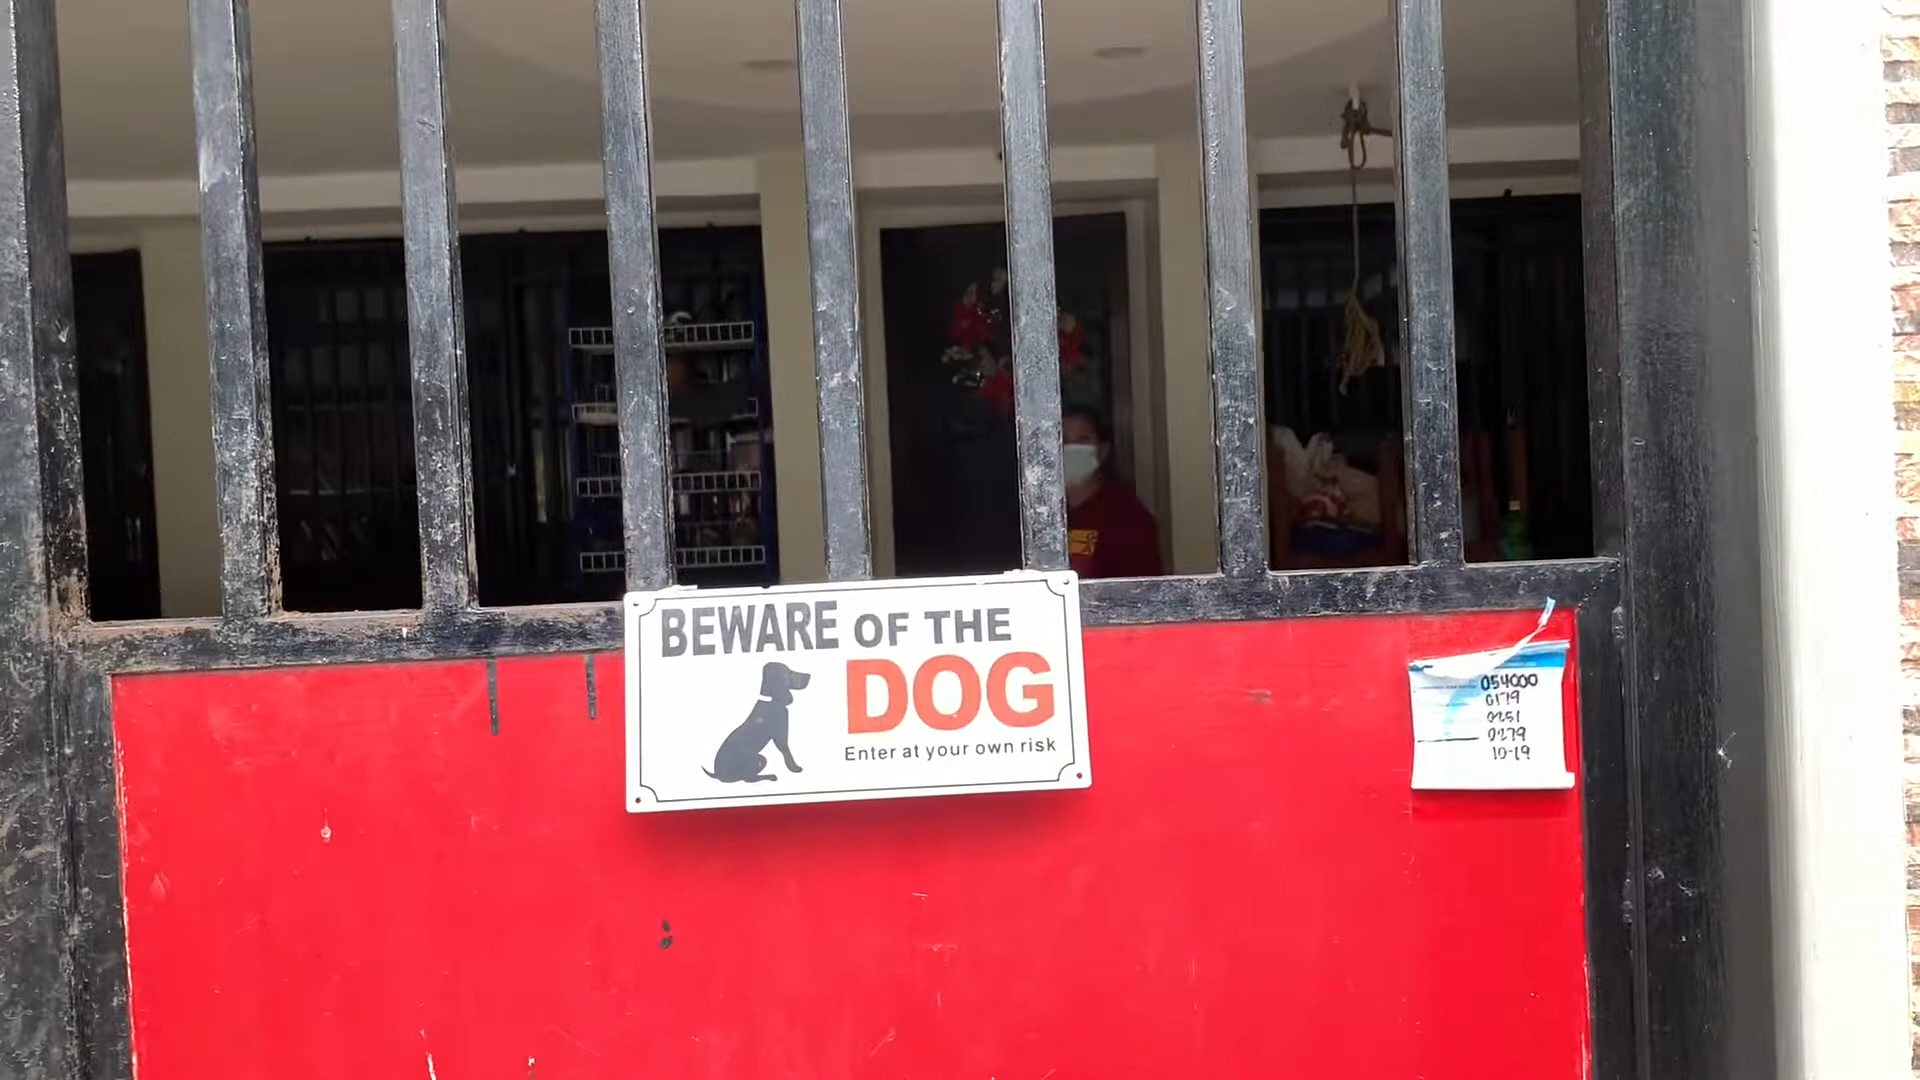 BEWARE OF THE
DOG
Enter at your own risk
054000
0179
0251
0279
10-19